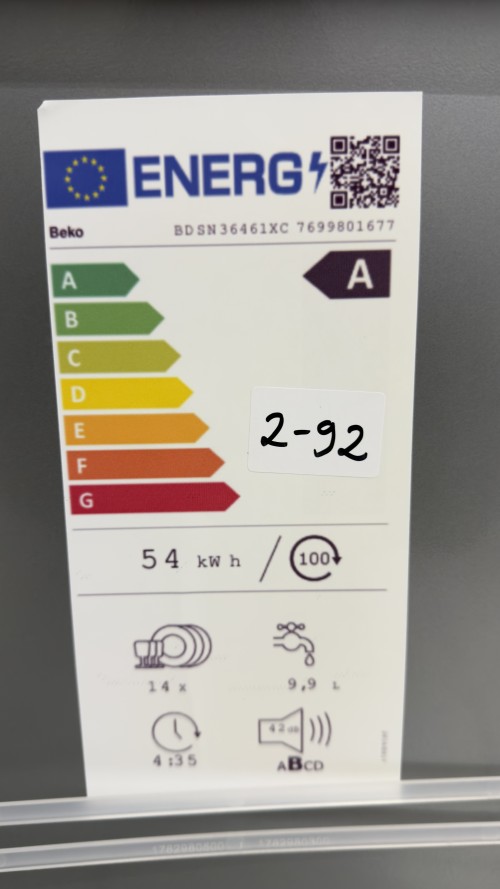 ENERG
Beko BDSN36461XC 7699801677
A
A
B
C
D
E
2-92
F
G
54 kWh / 100
14 x 9,9 L
42 dB
4:35 ABCD